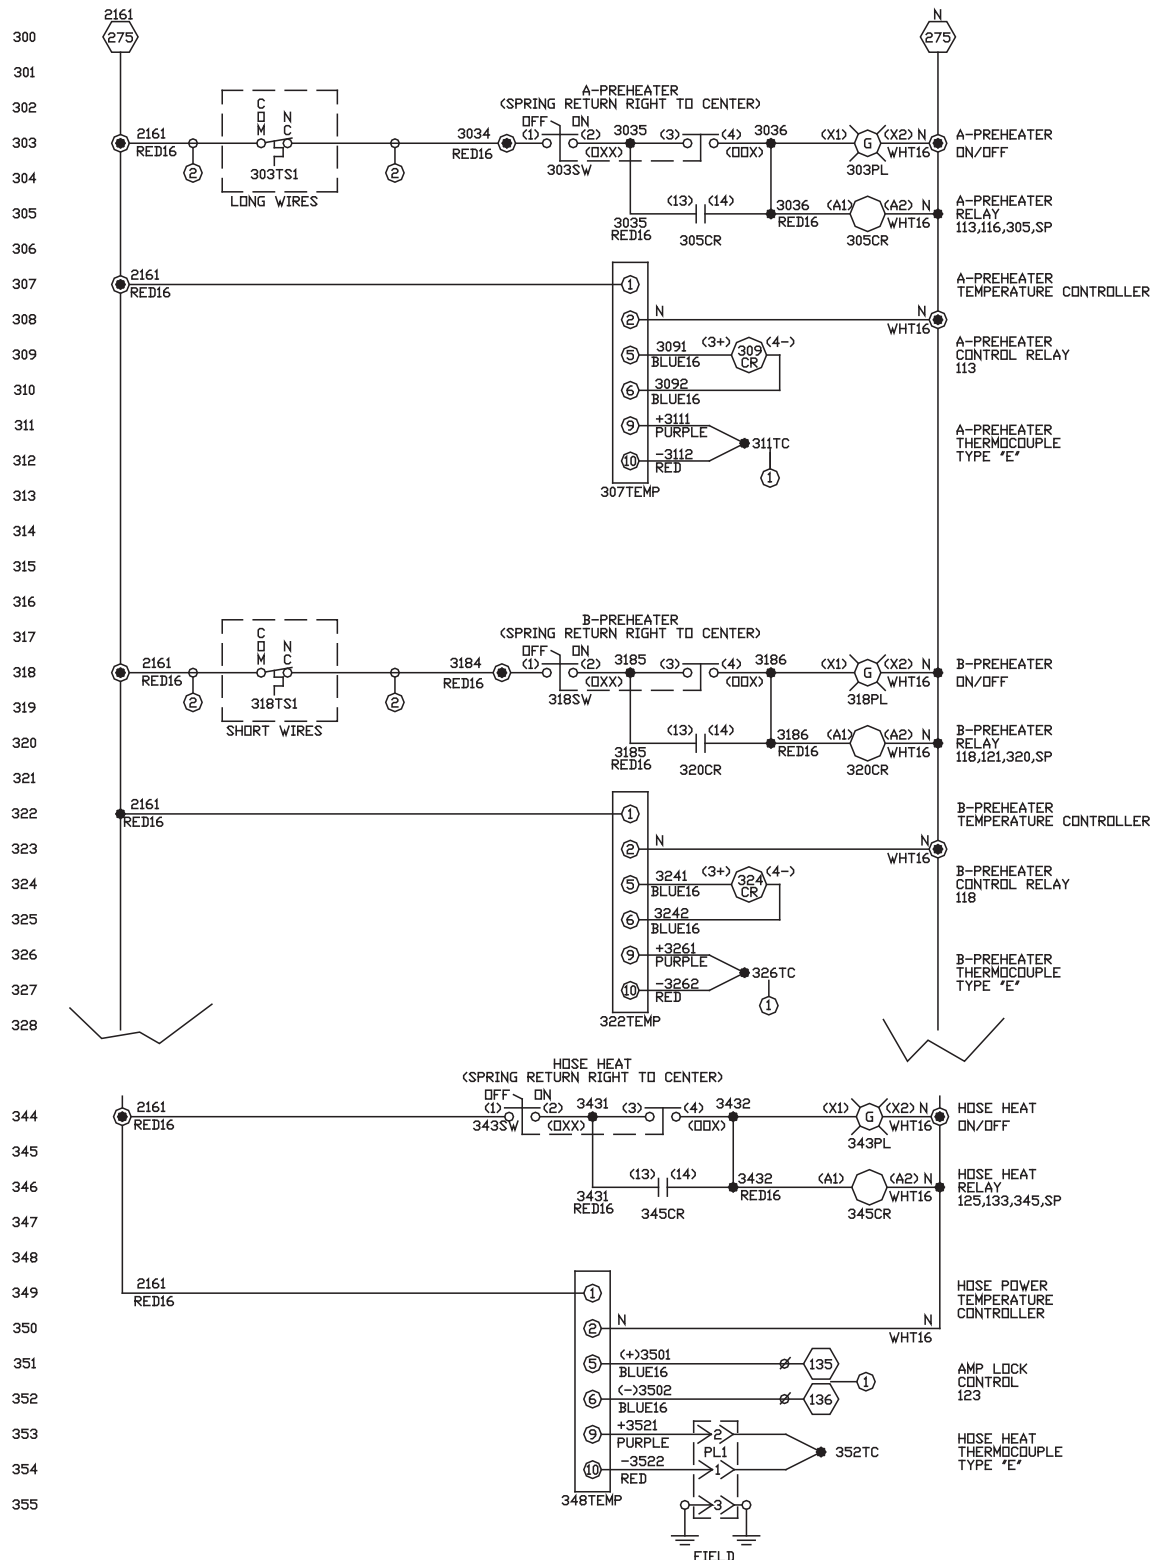 2161 N
300 275 275
301
302 A-PREHEATER
(SPRING RETURN RIGHT TO CENTER)
COM NC OFF ON
303 2161 3034 (1) (2) 3035 (3) (4) 3036 (X1) G (X2) N A-PREHEATER
RED16 RED16 (OXX) (OOX) WHT16 ON/OFF
2 303TS1 2 303SW 303PL
304
LONG WIRES
305 3035 (13) (14) 3036 (A1) (A2) N A-PREHEATER
RED16 305CR RED16 305CR WHT16 RELAY
113,116,305,SP
306
307 2161 1 A-PREHEATER
RED16 TEMPERATURE CONTROLLER
308 2 N N
WHT16
309 5 3091 (3+) 309 CR (4-) A-PREHEATER
BLUE16 CONTROL RELAY
113
310 6 3092
BLUE16
311 9 +3111 A-PREHEATER
PURPLE 311TC THERMOCOUPLE
312 10 -3112 TYPE "E"
RED 1
313 307TEMP
314
315
316
317 B-PREHEATER
(SPRING RETURN RIGHT TO CENTER)
COM NC OFF ON
318 2161 3184 (1) (2) 3185 (3) (4) 3186 (X1) G (X2) N B-PREHEATER
RED16 RED16 (OXX) (OOX) WHT16 ON/OFF
2 318TS1 2 318SW 318PL
319
SHORT WIRES
320 3185 (13) (14) 3186 (A1) (A2) N B-PREHEATER
RED16 320CR RED16 320CR WHT16 RELAY
118,121,320,SP
321
322 2161 1 B-PREHEATER
RED16 TEMPERATURE CONTROLLER
323 2 N N
WHT16
324 5 3241 (3+) 324 CR (4-) B-PREHEATER
BLUE16 CONTROL RELAY
118
325 6 3242
BLUE16
326 9 +3261 B-PREHEATER
PURPLE 326TC THERMOCOUPLE
327 10 -3262 TYPE "E"
RED 1
328 322TEMP
HOSE HEAT
(SPRING RETURN RIGHT TO CENTER)
OFF ON
344 2161 (1) (2) 3431 (3) (4) 3432 (X1) G (X2) N HOSE HEAT
RED16 343SW (OXX) (OOX) WHT16 ON/OFF
343PL
345
346 3431 (13) (14) 3432 (A1) (A2) N HOSE HEAT
RED16 345CR RED16 345CR WHT16 RELAY
125,133,345,SP
347
348
349 2161 1 HOSE POWER
RED16 TEMPERATURE
CONTROLLER
350 2 N N
WHT16
351 5 (+)3501 135
BLUE16 1 AMP LOCK
CONTROL
123
352 6 (-)3502 136
BLUE16
353 9 +3521 2 HOSE HEAT
PURPLE PL1 352TC THERMOCOUPLE
354 10 -3522 1 TYPE "E"
RED
348TEMP
355 3
FIELD